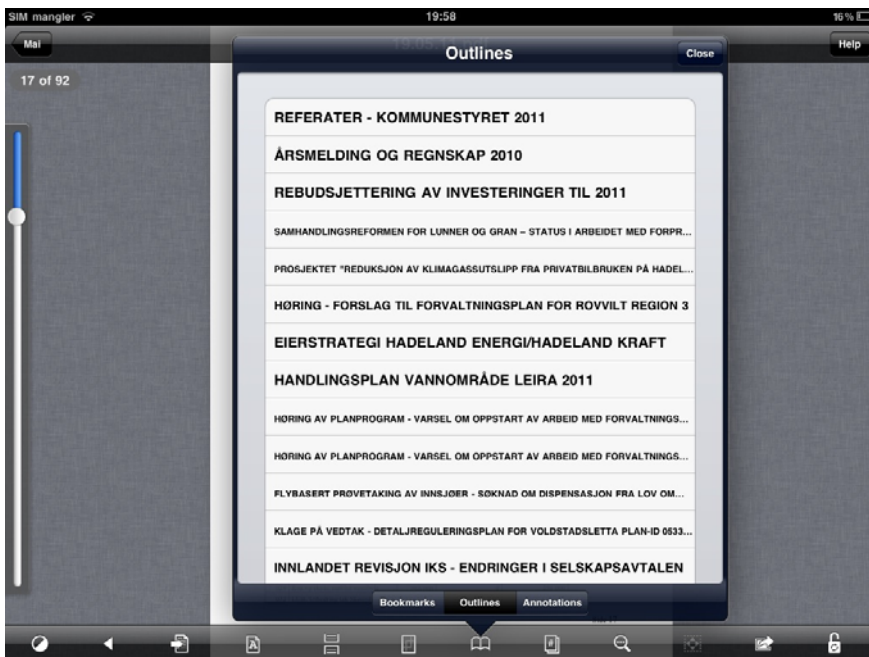 SIM mangler 19:58 16 %
Mai Outlines Close Help
17 of 92
REFERATER - KOMMUNESTYRET 2011
ÅRSMELDING OG REGNSKAP 2010
REBUDSJETTERING AV INVESTERINGER TIL 2011
SAMHANDLINGSREFORMEN FOR LUNNER OG GRAN – STATUS I ARBEIDET MED FORPR...
PROSJEKTET "REDUKSJON AV KLIMAGASSUTSLIPP FRA PRIVATBILBRUKEN PÅ HADEL...
HØRING - FORSLAG TIL FORVALTNINGSPLAN FOR ROVVILT REGION 3
EIERSTRATEGI HADELAND ENERGI/HADELAND KRAFT
HANDLINGSPLAN VANNOMRÅDE LEIRA 2011
HØRING AV PLANPROGRAM - VARSEL OM OPPSTART AV ARBEID MED FORVALTNINGS...
HØRING AV PLANPROGRAM - VARSEL OM OPPSTART AV ARBEID MED FORVALTNINGS...
FLYBASERT PRØVETAKING AV INNSJØER - SØKNAD OM DISPENSASJON FRA LOV OM...
KLAGE PÅ VEDTAK - DETALJREGULERINGSPLAN FOR VOLDSTADSLETTA PLAN-ID 0533...
INNLANDET REVISJON IKS - ENDRINGER I SELSKAPSAVTALEN
Bookmarks Outlines Annotations